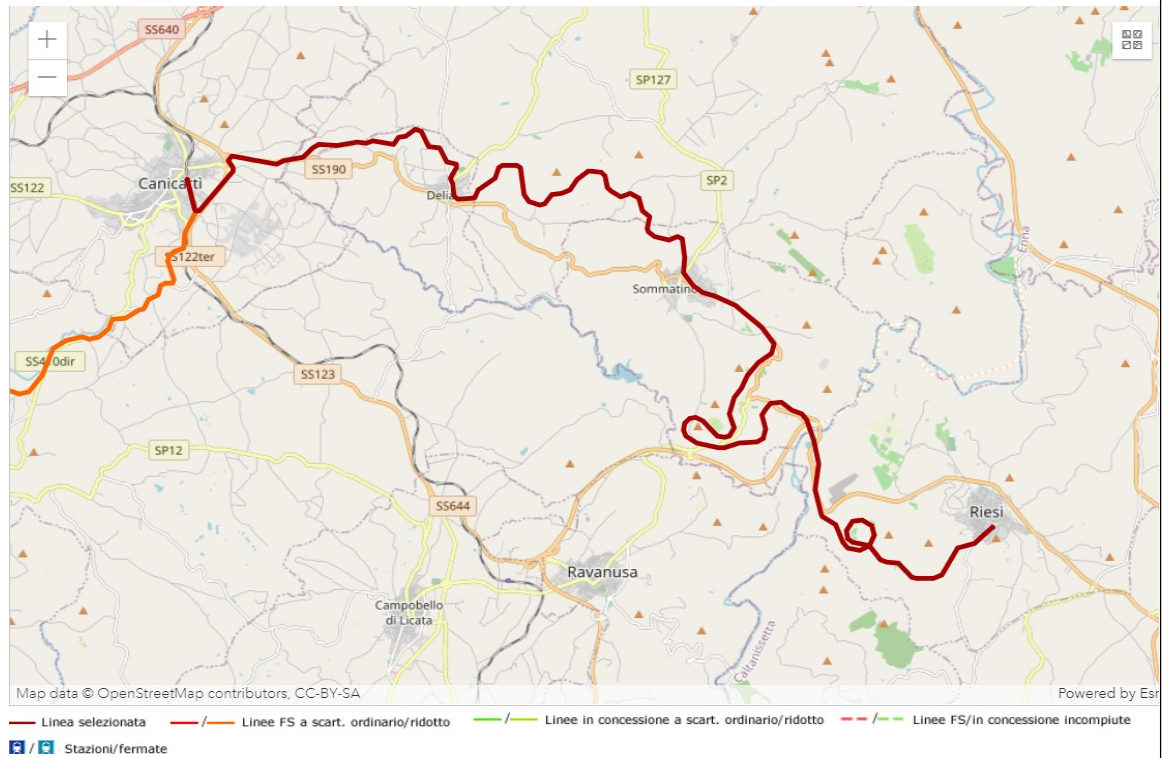 SS640
SP127
Canicattì
SS190
SP2
SS122
Delia
Enna
SS122ter
Sommatino
SS410dir
SS123
SP12
SS644
Riesi
Ravanusa
Campobello
di Licata
Caltanissetta
Map data © OpenStreetMap contributors, CC-BY-SA
Powered by Esr
Linea selezionata
/ Linee FS a scart. ordinario/ridotto
/ Linee in concessione a scart. ordinario/ridotto
/ Linee FS/in concessione incompiute
/ Stazioni/fermate